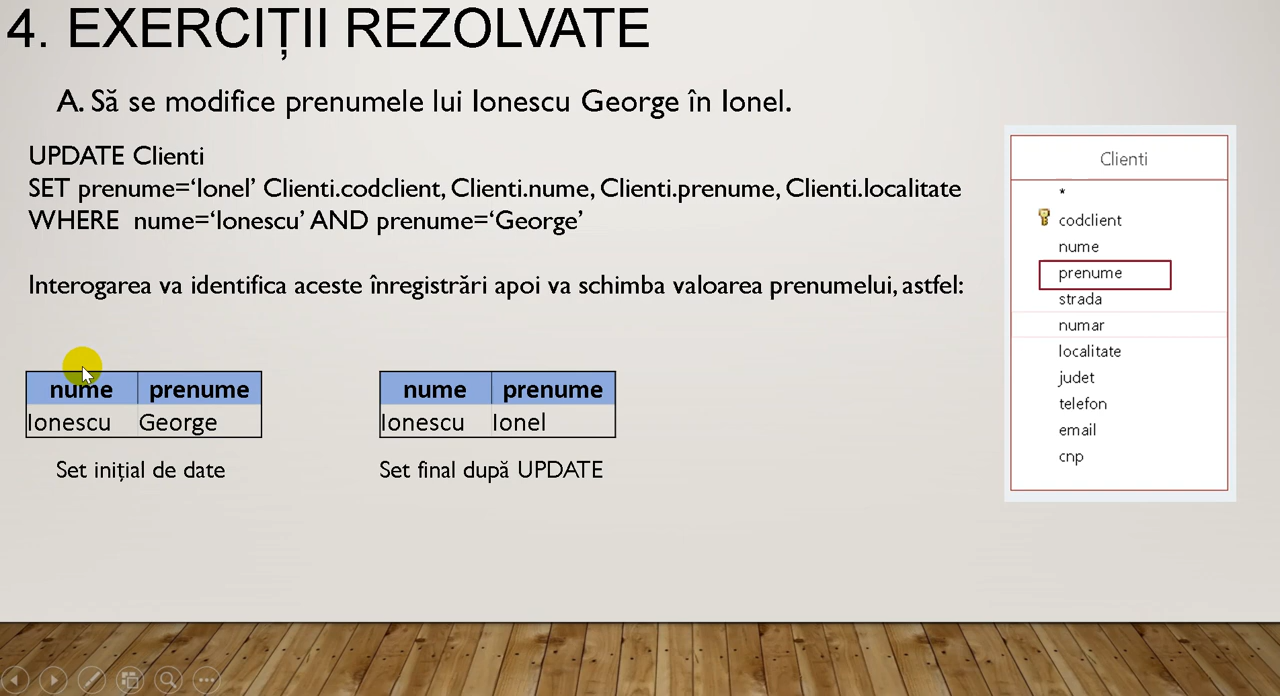 4. EXERCIȚII REZOLVATE
A. Să se modifice prenumele lui Ionescu George în Ionel.
UPDATE Clienti
SET prenume=‘Ionel’ Clienti.codclient, Clienti.nume, Clienti.prenume, Clienti.localitate
WHERE nume=‘Ionescu’ AND prenume=‘George’
Interogarea va identifica aceste înregistrări apoi va schimba valoarea prenumelui, astfel:
nume prenume
Ionescu George
Set inițial de date
nume prenume
Ionescu Ionel
Set final după UPDATE
Clienti
*
codclient
nume
prenume
strada
numar
localitate
judet
telefon
email
cnp